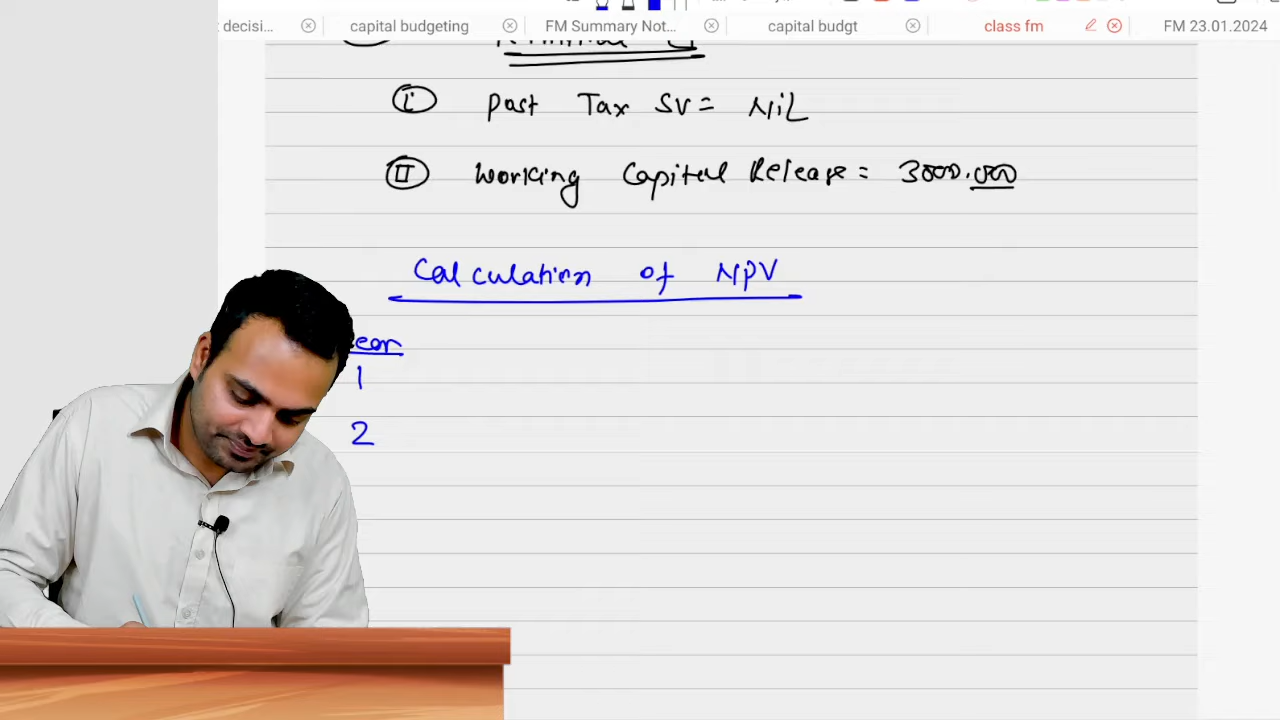 decisi...
capital budgeting
FM Summary Not...
capital budgt
class fm
FM 23.01.2024
I Past Tax SV = NiL
II Working Capital Release = 3000.000
Calculation of NPV
ear
1
2